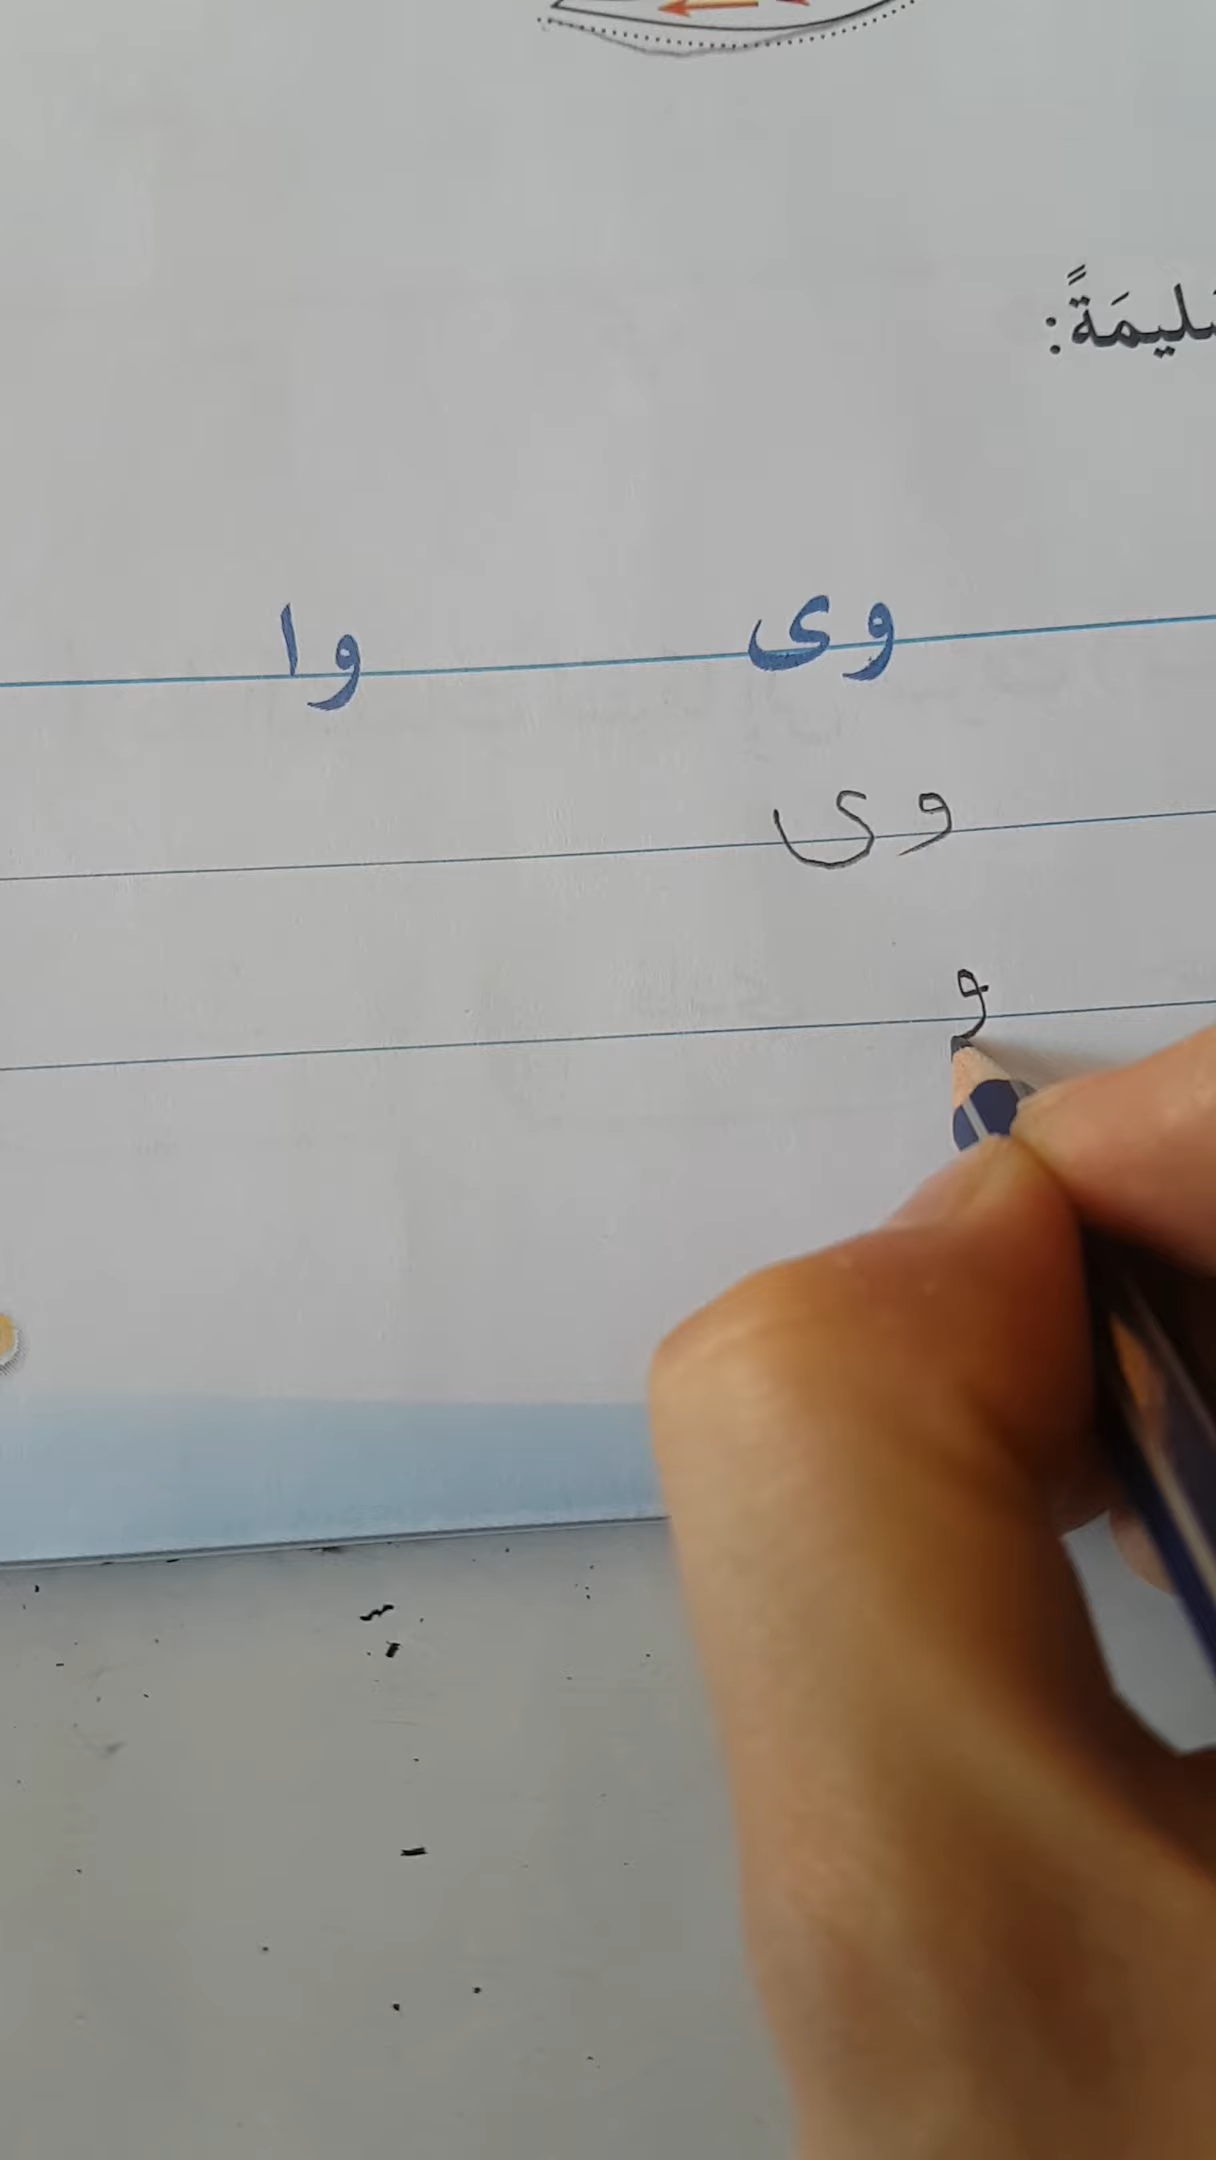 سَليمَةً:
وى وا
وى
و